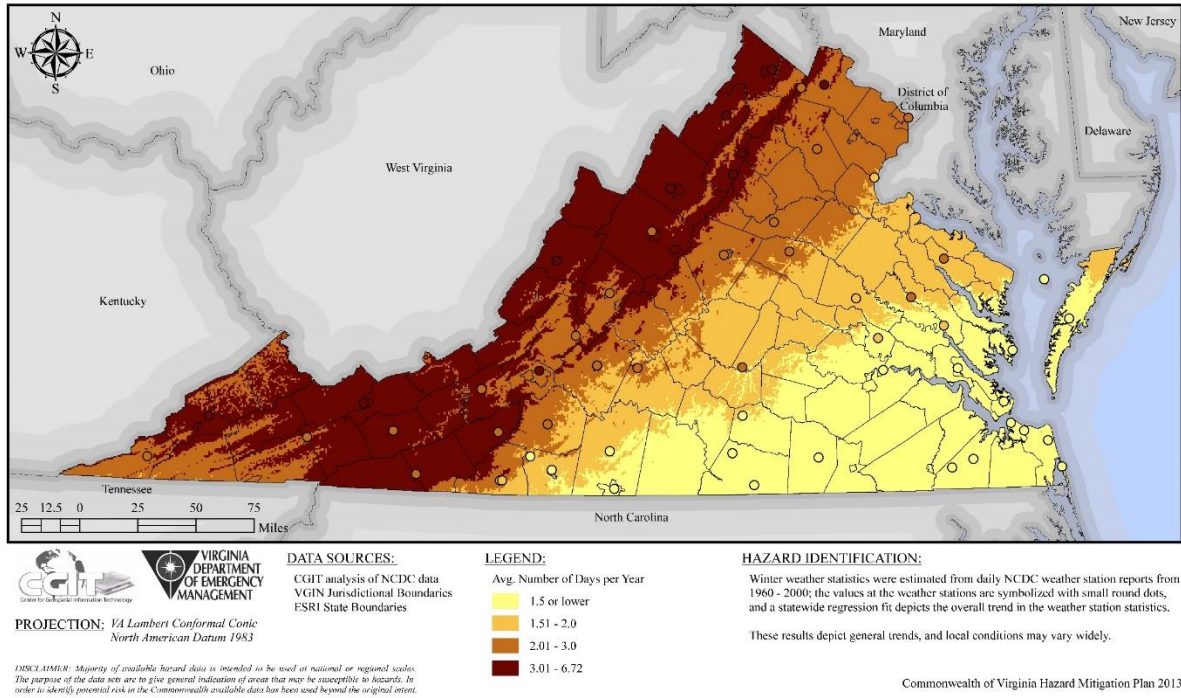 N
W E
S
Ohio
Maryland
New Jersey
District of
Columbia
Delaware
West Virginia
Kentucky
Tennessee
North Carolina
25 12.5 0 25 50 75
Miles
CGIT
Center for Geospatial Information Technology
VIRGINIA
DEPARTMENT
OF EMERGENCY
MANAGEMENT
PROJECTION: VA Lambert Conformal Conic
North American Datum 1983
DISCLAIMER: Majority of available hazard data is intended to be used at national or regional scales.
The purpose of the data sets are to give general indication of areas that may be susceptible to hazards. In
order to identify potential risk in the Commonwealth available data has been used beyond the original intent.
DATA SOURCES:
CGIT analysis of NCDC data
VGIN Jurisdictional Boundaries
ESRI State Boundaries
LEGEND:
Avg. Number of Days per Year
1.5 or lower
1.51 - 2.0
2.01 - 3.0
3.01 - 6.72
HAZARD IDENTIFICATION:
Winter weather statistics were estimated from daily NCDC weather station reports from
1960 - 2000; the values at the weather stations are symbolized with small round dots,
and a statewide regression fit depicts the overall trend in the weather station statistics.
These results depict general trends, and local conditions may vary widely.
Commonwealth of Virginia Hazard Mitigation Plan 2013